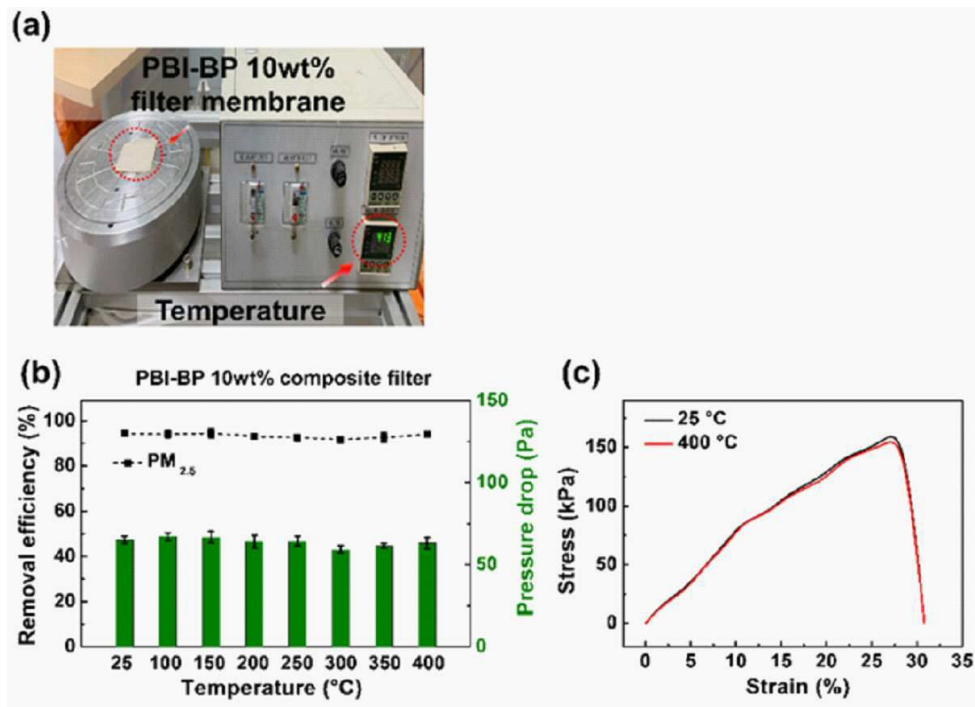 (a)
PBI-BP 10wt%
filter membrane
Temperature
(b)
PBI-BP 10wt% composite filter
Removal efficiency (%)
100
80
60
40
20
0
PM2.5
150
100
50
0
Pressure drop (Pa)
25 100 150 200 250 300 350 400
Temperature (°C)
(c)
25 °C
400 °C
Stress (kPa)
150
100
50
0
0 5 10 15 20 25 30 35
Strain (%)